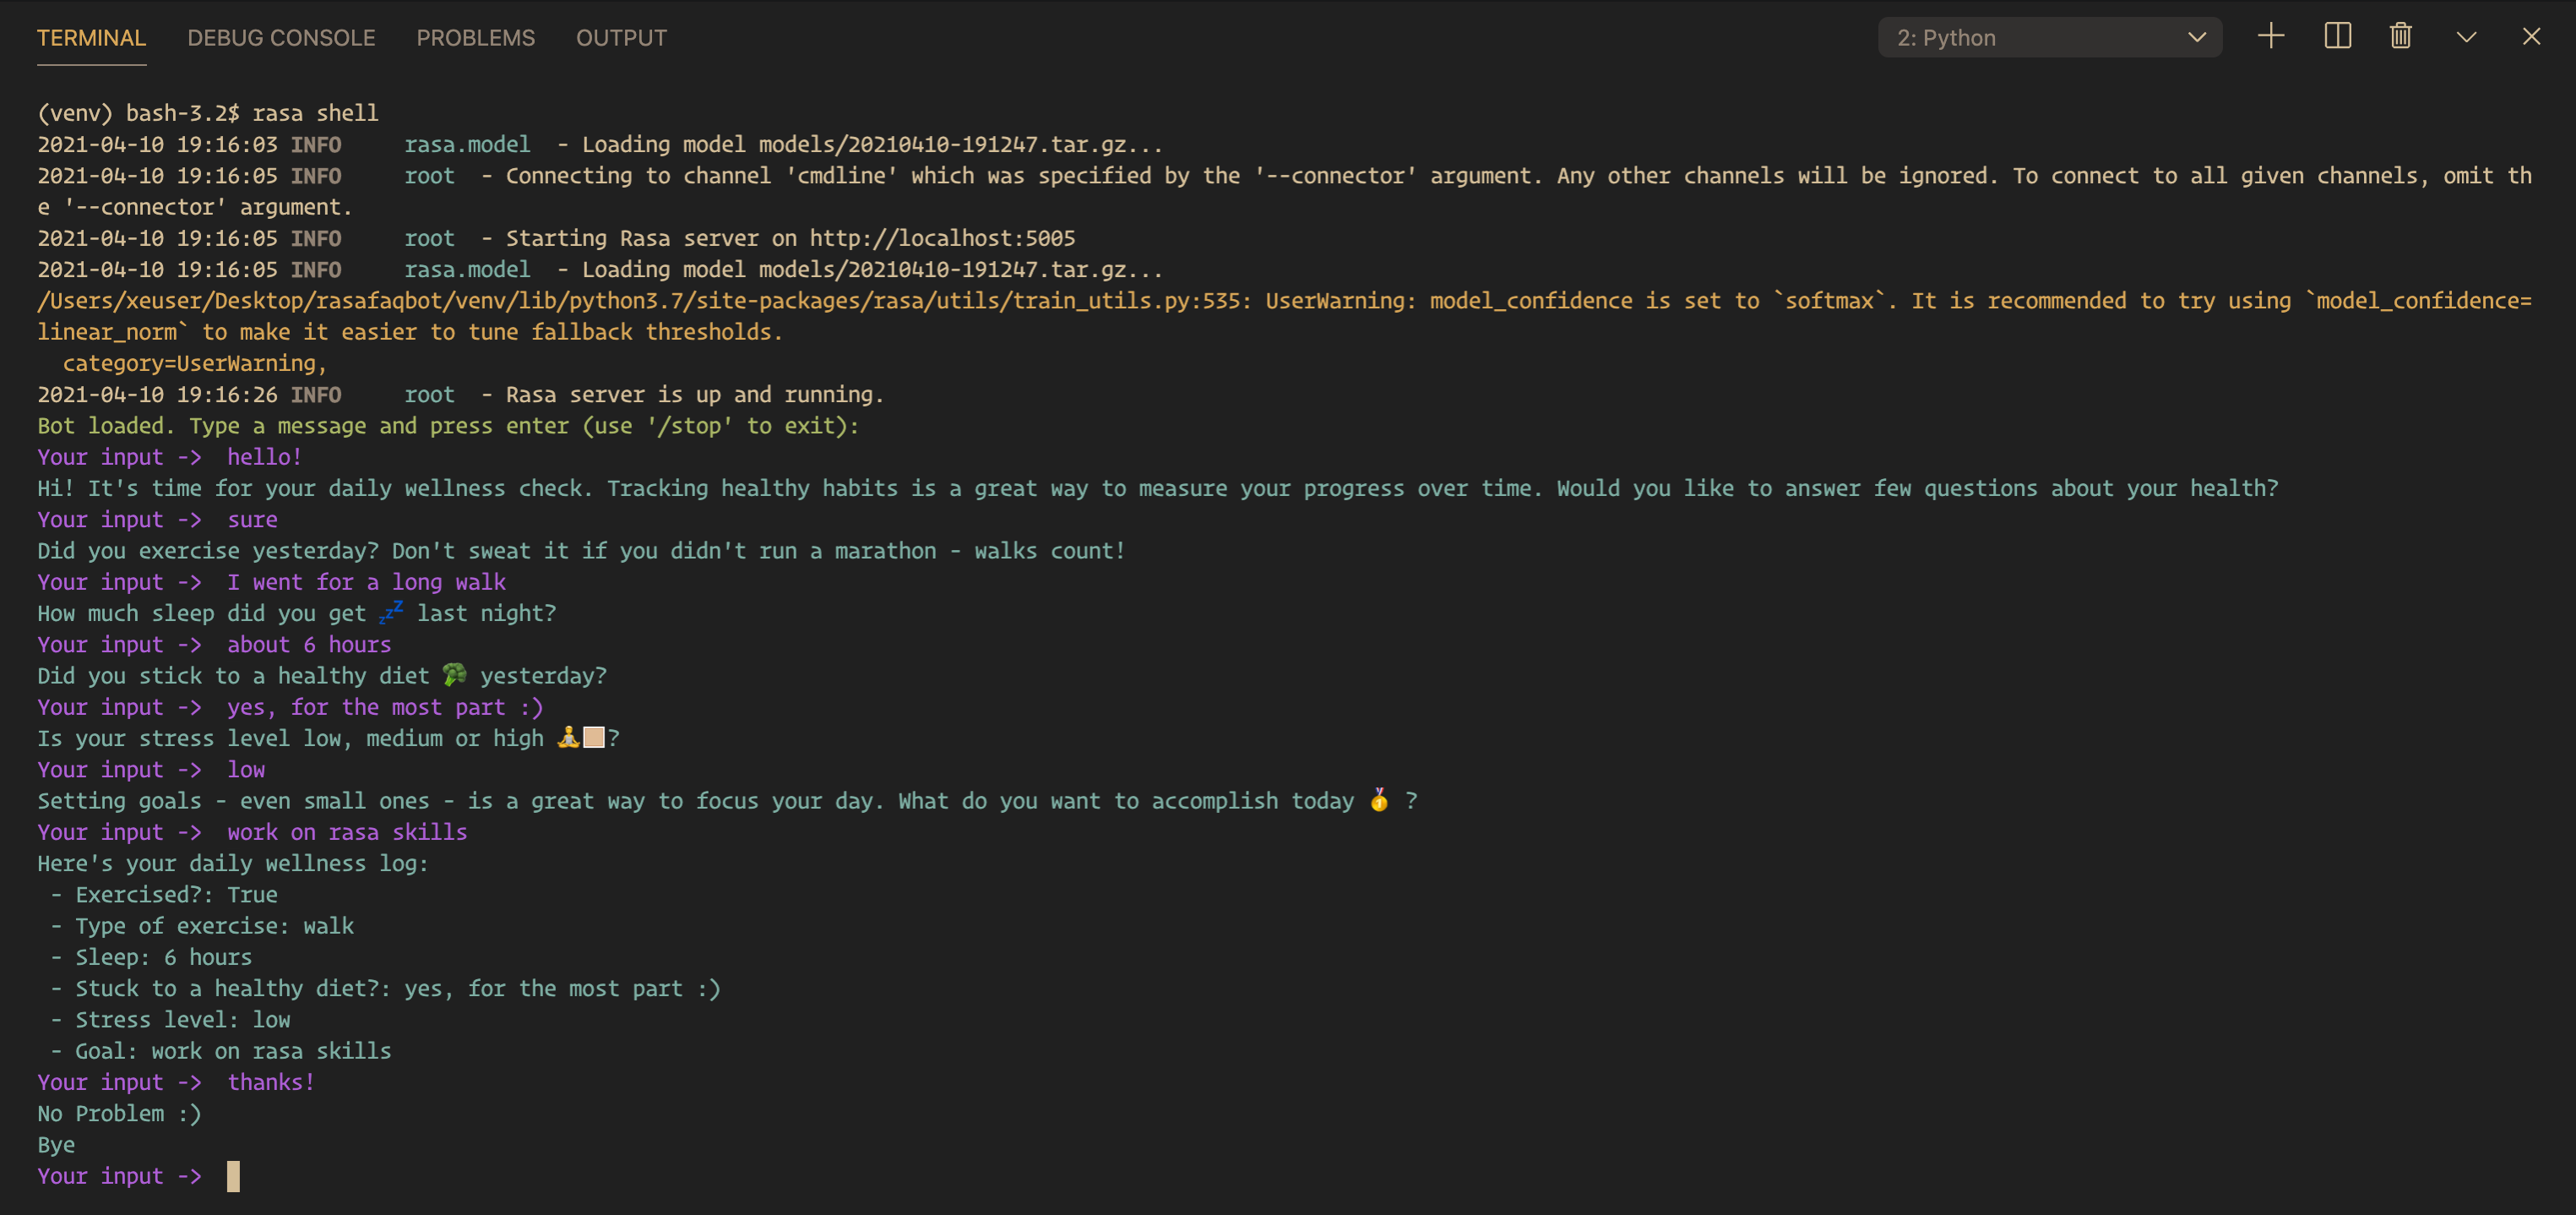 TERMINAL DEBUG CONSOLE PROBLEMS OUTPUT 2: Python
(venv) bash-3.2$ rasa shell
2021-04-10 19:16:03 INFO     rasa.model  - Loading model models/20210410-191247.tar.gz...
2021-04-10 19:16:05 INFO     root  - Connecting to channel 'cmdline' which was specified by the '--connector' argument. Any other channels will be ignored. To connect to all given channels, omit th
e '--connector' argument.
2021-04-10 19:16:05 INFO     root  - Starting Rasa server on http://localhost:5005
2021-04-10 19:16:05 INFO     rasa.model  - Loading model models/20210410-191247.tar.gz...
/Users/xeuser/Desktop/rasafaqbot/venv/lib/python3.7/site-packages/rasa/utils/train_utils.py:535: UserWarning: model_confidence is set to `softmax`. It is recommended to try using `model_confidence=
linear_norm` to make it easier to tune fallback thresholds.
  category=UserWarning,
2021-04-10 19:16:26 INFO     root  - Rasa server is up and running.
Bot loaded. Type a message and press enter (use '/stop' to exit):
Your input ->  hello!
Hi! It's time for your daily wellness check. Tracking healthy habits is a great way to measure your progress over time. Would you like to answer few questions about your health?
Your input ->  sure
Did you exercise yesterday? Don't sweat it if you didn't run a marathon - walks count!
Your input ->  I went for a long walk
How much sleep did you get 💤 last night?
Your input ->  about 6 hours
Did you stick to a healthy diet 🥦 yesterday?
Your input ->  yes, for the most part :)
Is your stress level low, medium or high 🧘🏼?
Your input ->  low
Setting goals - even small ones - is a great way to focus your day. What do you want to accomplish today 🥇 ?
Your input ->  work on rasa skills
Here's your daily wellness log:
 - Exercised?: True
 - Type of exercise: walk
 - Sleep: 6 hours
 - Stuck to a healthy diet?: yes, for the most part :)
 - Stress level: low
 - Goal: work on rasa skills
Your input ->  thanks!
No Problem :)
Bye
Your input ->